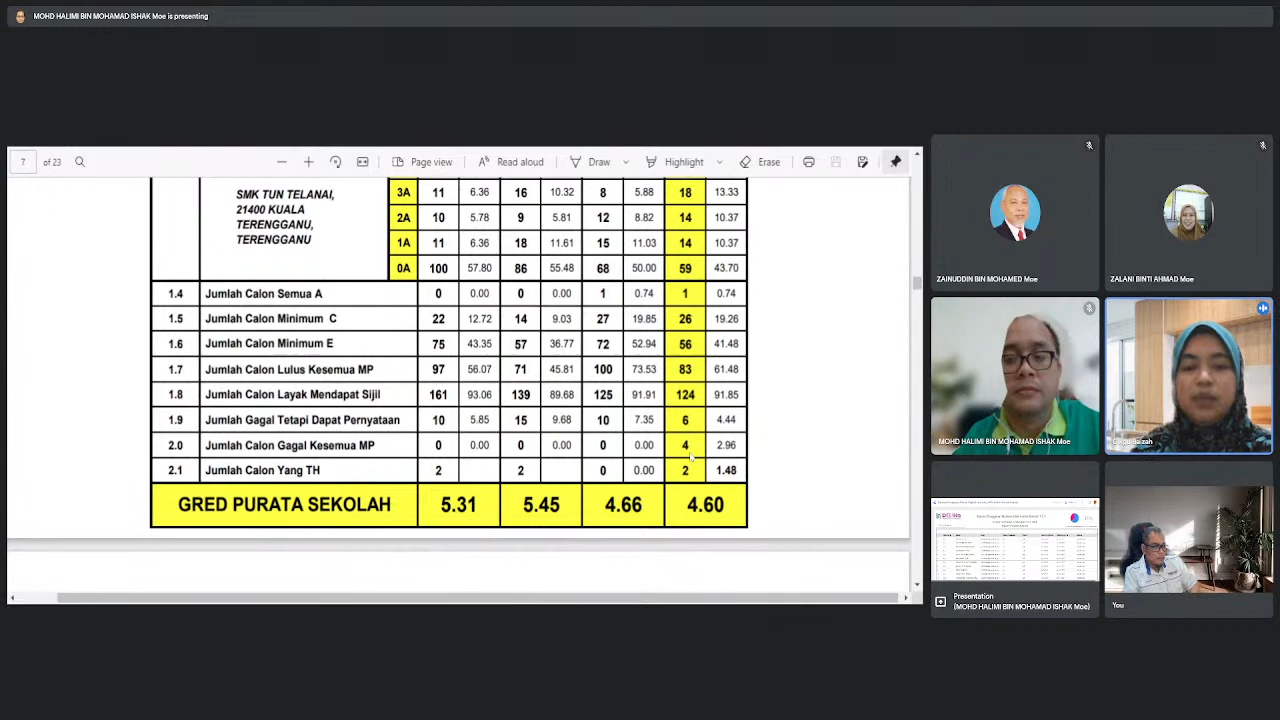 MOHD HALIMI BIN MOHAMAD ISHAK Moe is presenting
7 of 23 Page view Read aloud Draw Highlight Erase
SMK TUN TELANAI,
21400 KUALA
TERENGGANU,
TERENGGANU
3A 11 6.36 16 10.32 8 5.88 18 13.33
2A 10 5.78 9 5.81 12 8.82 14 10.37
1A 11 6.36 18 11.61 15 11.03 14 10.37
0A 100 57.80 86 55.48 68 50.00 59 43.70
1.4 Jumlah Calon Semua A 0 0.00 0 0.00 1 0.74 1 0.74
1.5 Jumlah Calon Minimum C 22 12.72 14 9.03 27 19.85 26 19.26
1.6 Jumlah Calon Minimum E 75 43.35 57 36.77 72 52.94 56 41.48
1.7 Jumlah Calon Lulus Kesemua MP 97 56.07 71 45.81 100 73.53 83 61.48
1.8 Jumlah Calon Layak Mendapat Sijil 161 93.06 139 89.68 125 91.91 124 91.85
1.9 Jumlah Gagal Tetapi Dapat Pernyataan 10 5.85 15 9.68 10 7.35 6 4.44
2.0 Jumlah Calon Gagal Kesemua MP 0 0.00 0 0.00 0 0.00 4 2.96
2.1 Jumlah Calon Yang TH 2 2 0 0.00 2 1.48
GRED PURATA SEKOLAH 5.31 5.45 4.66 4.60
ZAINUDDIN BIN MOHAMED Moe
ZALANI BINTI AHMAD Moe
MOHD HALIMI BIN MOHAMAD ISHAK Moe
Presentation
(MOHD HALIMI BIN MOHAMAD ISHAK Moe)
You